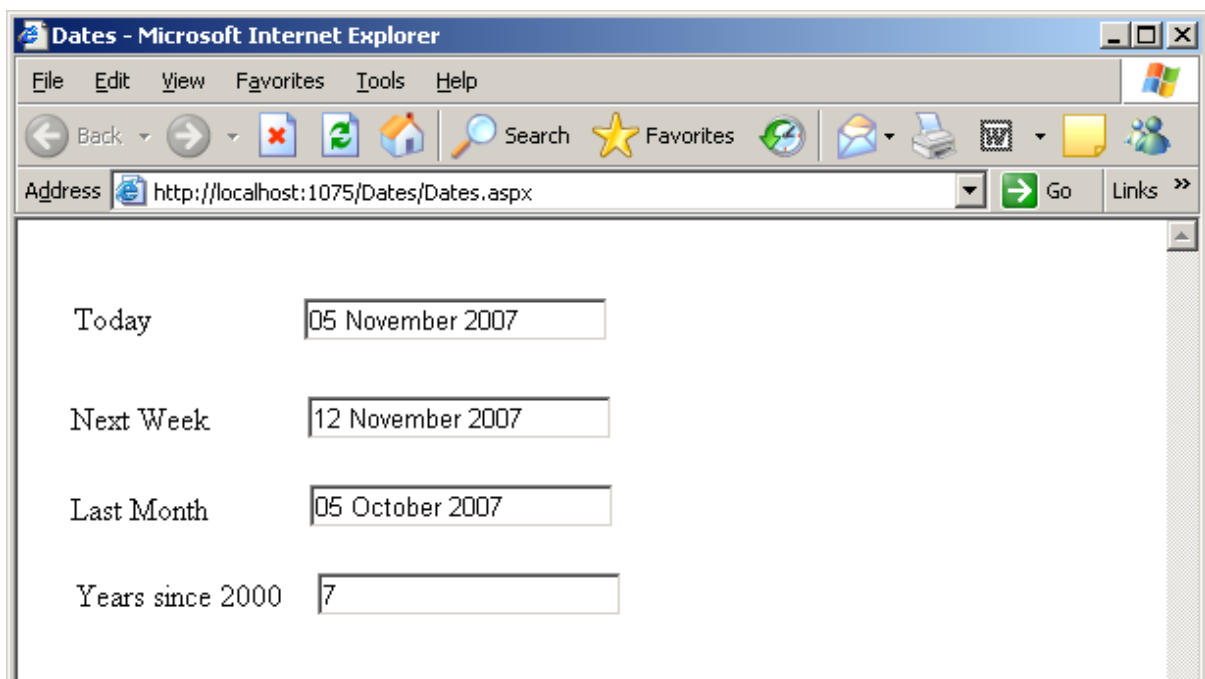 Dates - Microsoft Internet Explorer
File Edit View Favorites Tools Help
Back Search Favorites W
Address http://localhost:1075/Dates/Dates.aspx Go Links »
Today 05 November 2007
Next Week 12 November 2007
Last Month 05 October 2007
Years since 2000 7